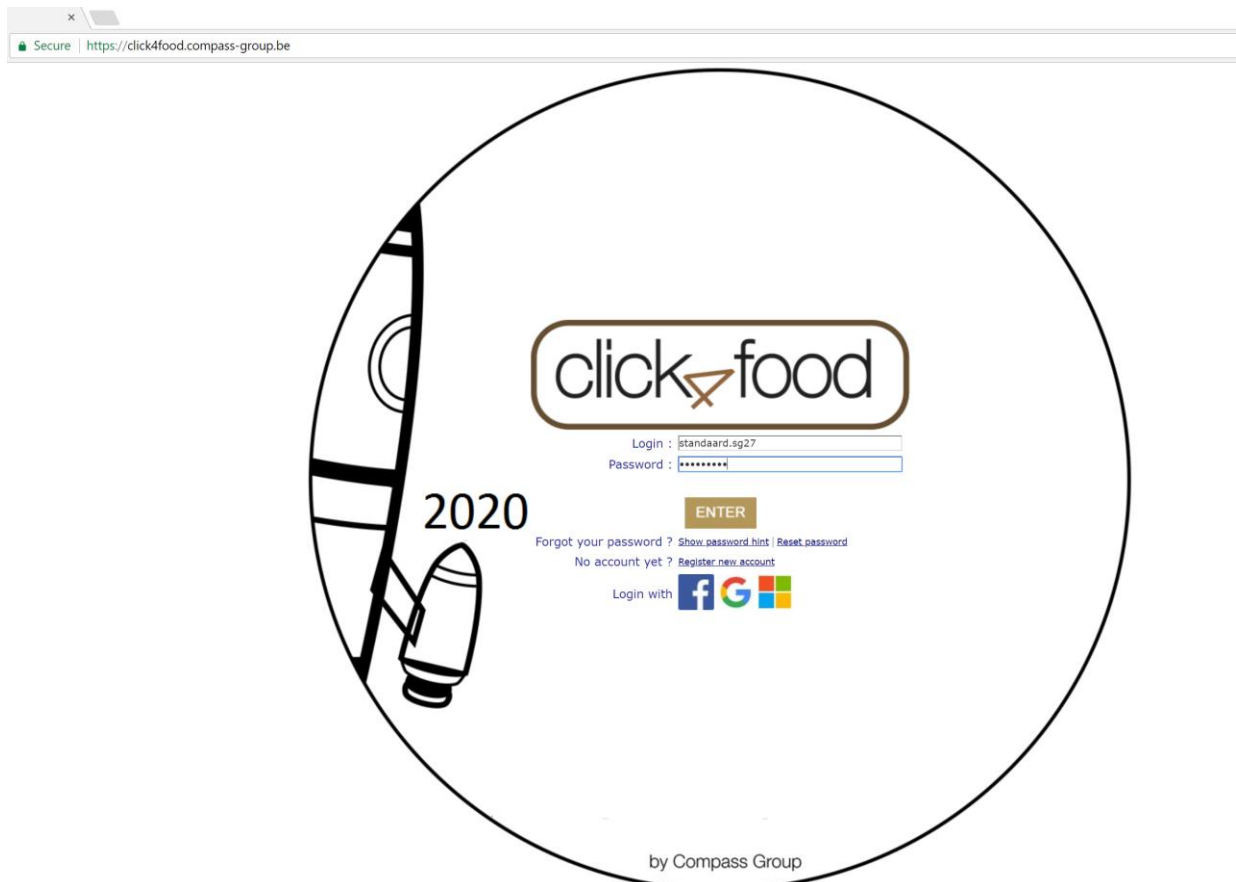 ×
Secure | https://click4food.compass-group.be
click4food
Login : standaard.sg27
Password : •••••••••
2020
ENTER
Forgot your password ? Show password hint | Reset password
No account yet ? Register new account
Login with f G
by Compass Group